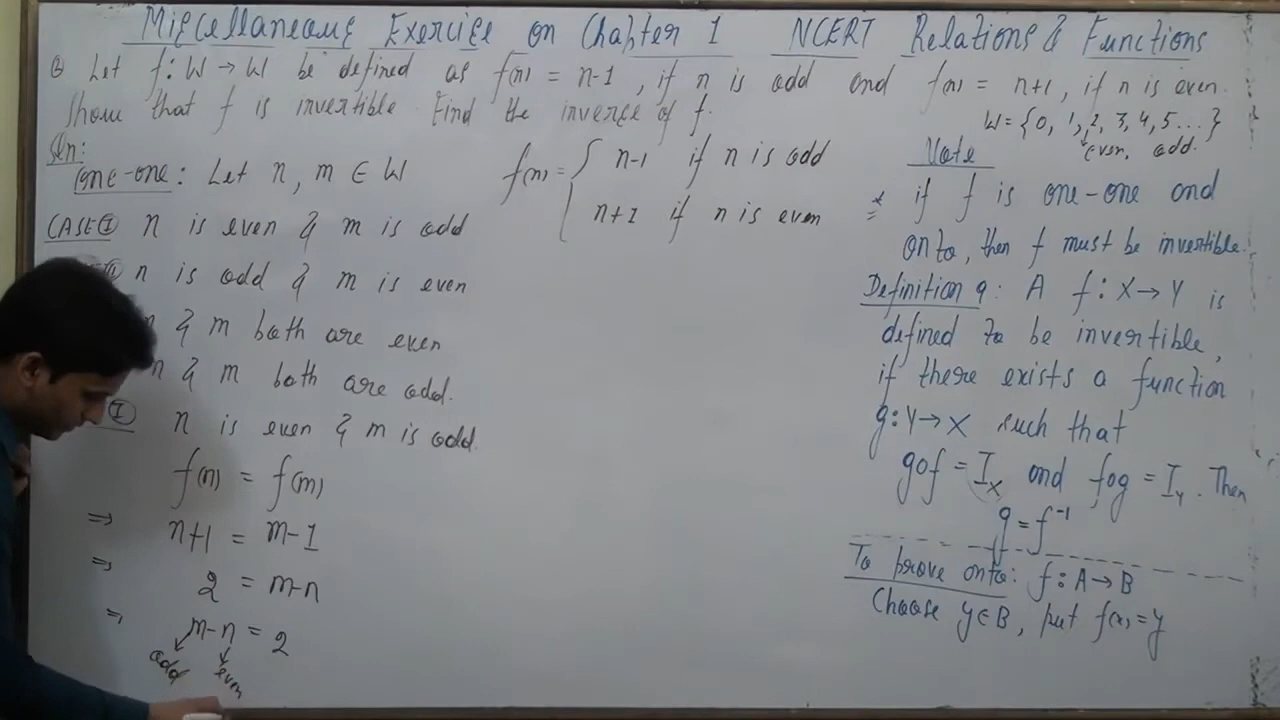 Miscellaneous Exercise on Chapter 1 NCERT Relations & Functions
Q Let f: W → W be defined as f(n) = n-1, if n is odd and f(n) = n+1, if n is even.
Show that f is invertible. Find the inverse of f.
W = {0, 1, 2, 3, 4, 5...}
even, odd.
Sln:
one-one: Let n, m ∈ W
f(n) = { n-1 if n is odd
n+1 if n is even
CASE I n is even & m is odd
n is odd & m is even
n & m both are even
n & m both are odd.
I n is even & m is odd.
f(n) = f(m)
⇒ n+1 = m-1
⇒ 2 = m-n
⇒ m-n = 2
odd even
Note
* if f is one-one and
onto, then f must be invertible.
Definition 9: A f: X → Y is
defined to be invertible,
if there exists a function
g: Y → X such that
gof = I_X and fog = I_Y. Then
g = f⁻¹
To prove onto: f: A → B
Choose y ∈ B, put f(x) = y